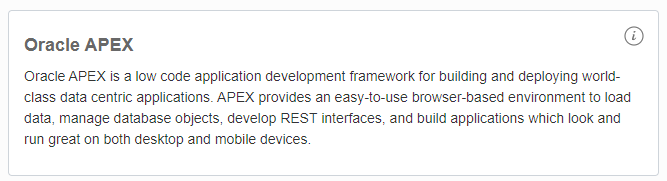 Oracle APEX
Oracle APEX is a low code application development framework for building and deploying world-
class data centric applications. APEX provides an easy-to-use browser-based environment to load
data, manage database objects, develop REST interfaces, and build applications which look and
run great on both desktop and mobile devices.